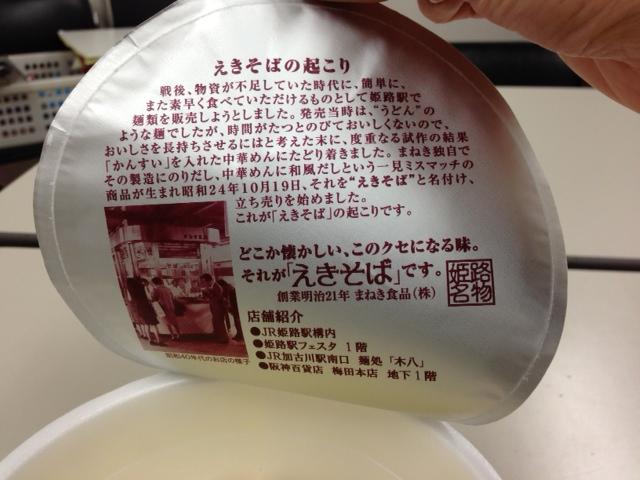 えきそばの起こり
戦後、物資が不足していた時代に、簡単に、
また素早く食べていただけるものとして姫路駅で
麺類を販売しようとしました。発売当時は、“うどん”の
ような麺でしたが、時間がたつとのびておいしくないので、
おいしさを長持ちさせるにはと考えた末に、度重なる試作の結果
「かんすい」を入れた中華めんにたどり着きました。まねき独自で
その製造にのりだし、中華めんに和風だしという一見ミスマッチの
商品が生まれ昭和24年10月19日、それを“えきそば”と名付け、
立ち売りを始めました。
これが「えきそば」の起こりです。
どこか懐かしい、このクセになる味。
それが「えきそば」です。
姫路
名物
創業明治21年 まねき食品(株)
店舗紹介
●JR姫路駅構内
●姫路駅フェスタ 1階
●JR加古川駅南口 麺処「木八」
●阪神百貨店 梅田本店 地下1階
昭和40年代のお店の様子